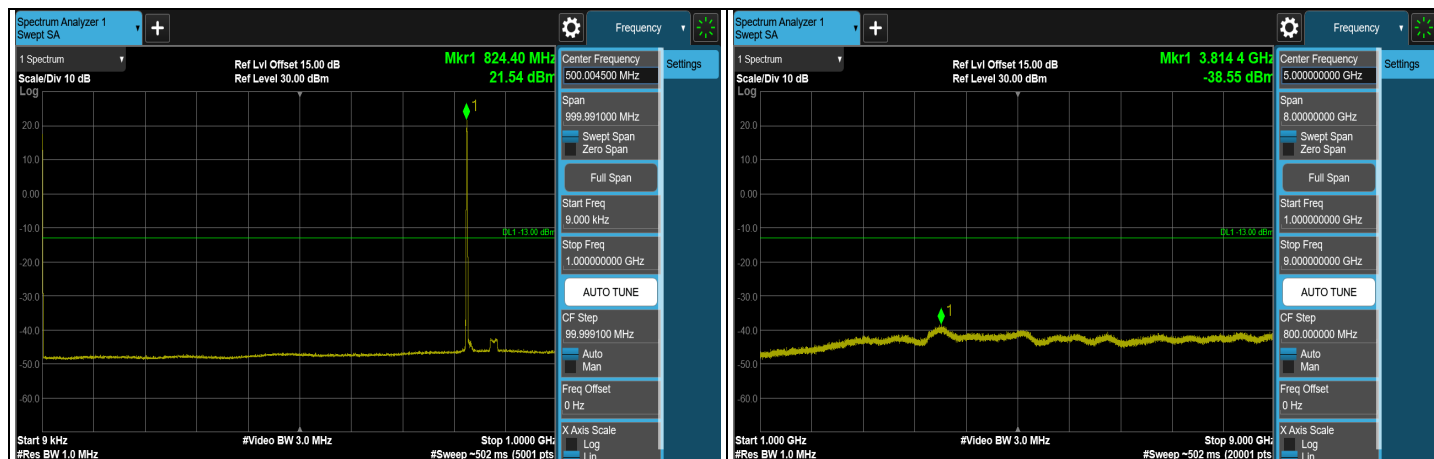 Spectrum Analyzer 1
Swept SA
+
Frequency
1 Spectrum
Scale/Div 10 dB
Log
Ref Lvl Offset 15.00 dB
Ref Level 30.00 dBm
Mkr1 824.40 MHz
21.54 dBm
1
20.0
10.0
0.00
-10.0
-20.0
-30.0
-40.0
-50.0
-60.0
DL1 -13.00 dBm
Start 9 kHz
#Res BW 1.0 MHz
#Video BW 3.0 MHz
Stop 1.0000 GHz
#Sweep ~502 ms (5001 pts
Center Frequency
500.004500 MHz
Settings
Span
999.991000 MHz
Swept Span
Zero Span
Full Span
Start Freq
9.000 kHz
Stop Freq
1.000000000 GHz
AUTO TUNE
CF Step
99.999100 MHz
Auto
Man
Freq Offset
0 Hz
X Axis Scale
Log
Lin
Spectrum Analyzer 1
Swept SA
+
Frequency
1 Spectrum
Scale/Div 10 dB
Log
Ref Lvl Offset 15.00 dB
Ref Level 30.00 dBm
Mkr1 3.814 4 GHz
-38.55 dBm
1
20.0
10.0
0.00
-10.0
-20.0
-30.0
-40.0
-50.0
-60.0
DL1 -13.00 dBm
Start 1.000 GHz
#Res BW 1.0 MHz
#Video BW 3.0 MHz
Stop 9.000 GHz
#Sweep ~502 ms (20001 pts
Center Frequency
5.000000000 GHz
Settings
Span
8.00000000 GHz
Swept Span
Zero Span
Full Span
Start Freq
1.000000000 GHz
Stop Freq
9.000000000 GHz
AUTO TUNE
CF Step
800.000000 MHz
Auto
Man
Freq Offset
0 Hz
X Axis Scale
Log
Lin